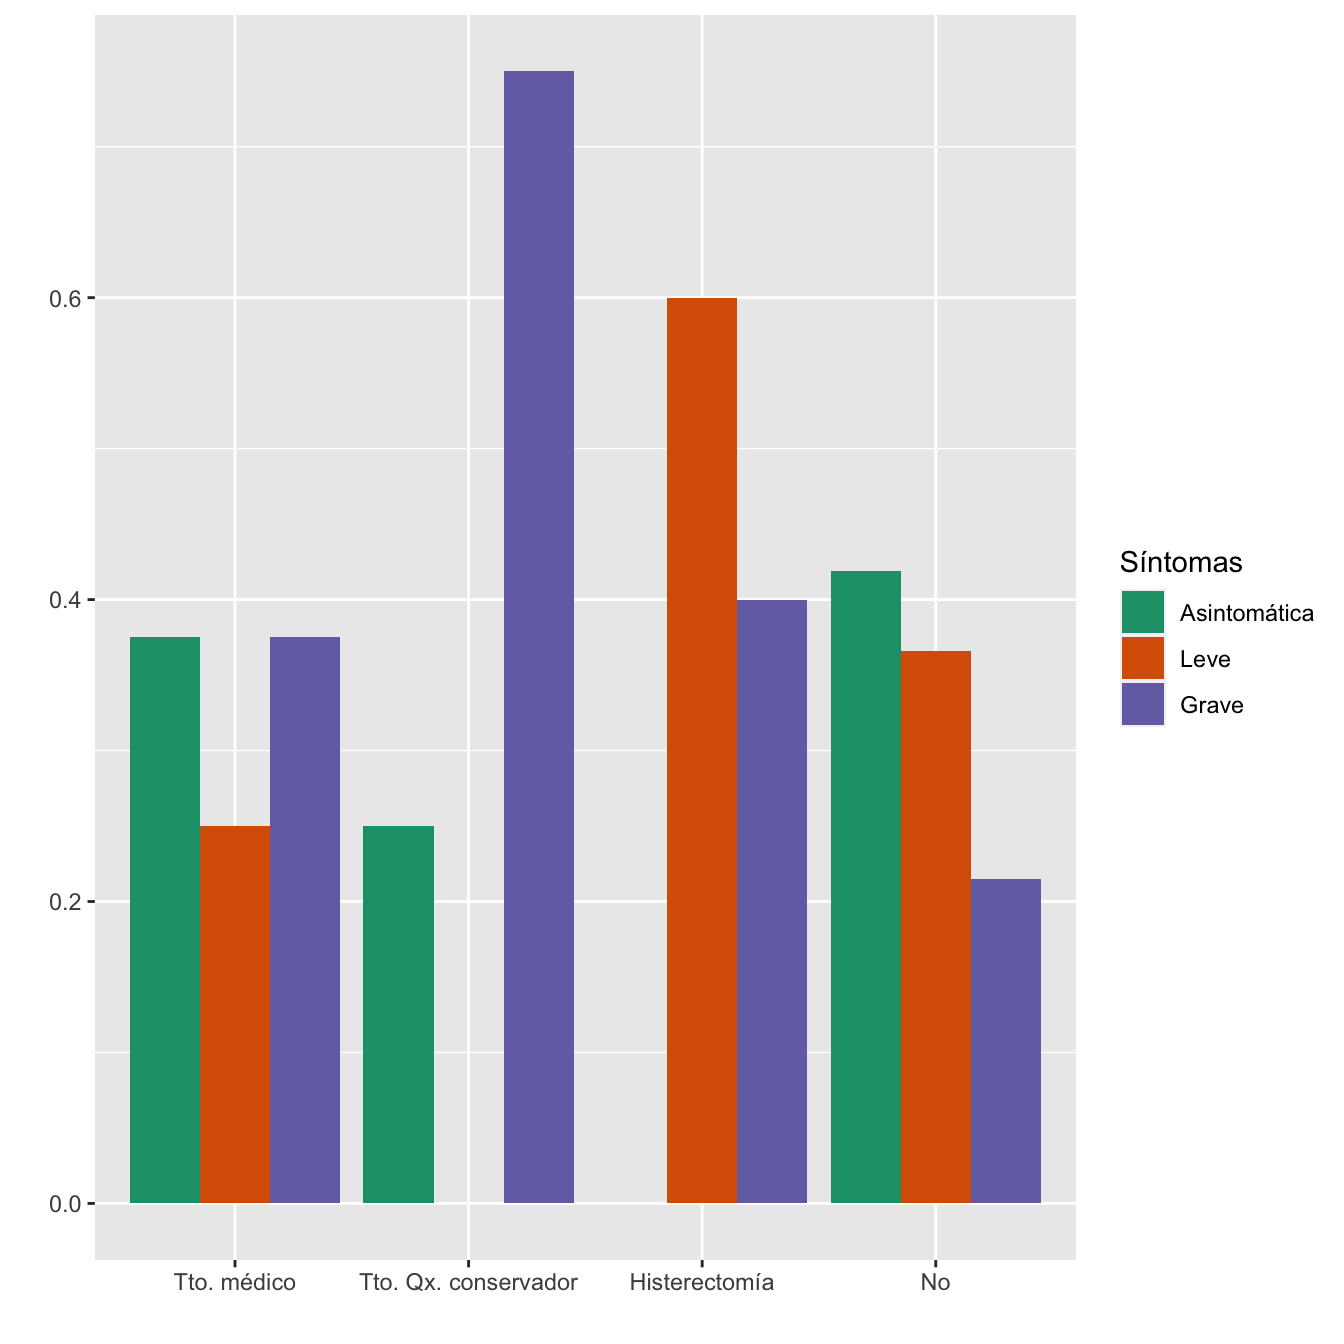 0.6
0.4
0.2
0.0
Tto. médico
Tto. Qx. conservador
Histerectomía
No
Síntomas
Asintomática
Leve
Grave